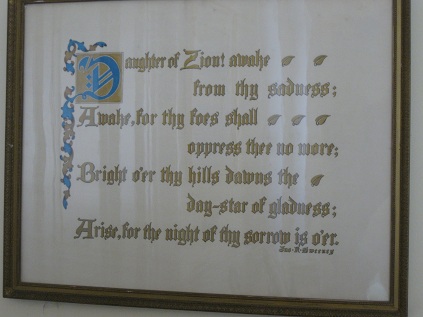 Daughter of Zion! awake
from thy sadness;
Awake, for thy foes shall
oppress thee no more;
Bright o'er thy hills dawns the
day-star of gladness;
Arise, for the night of thy sorrow is o'er.
Sweeney